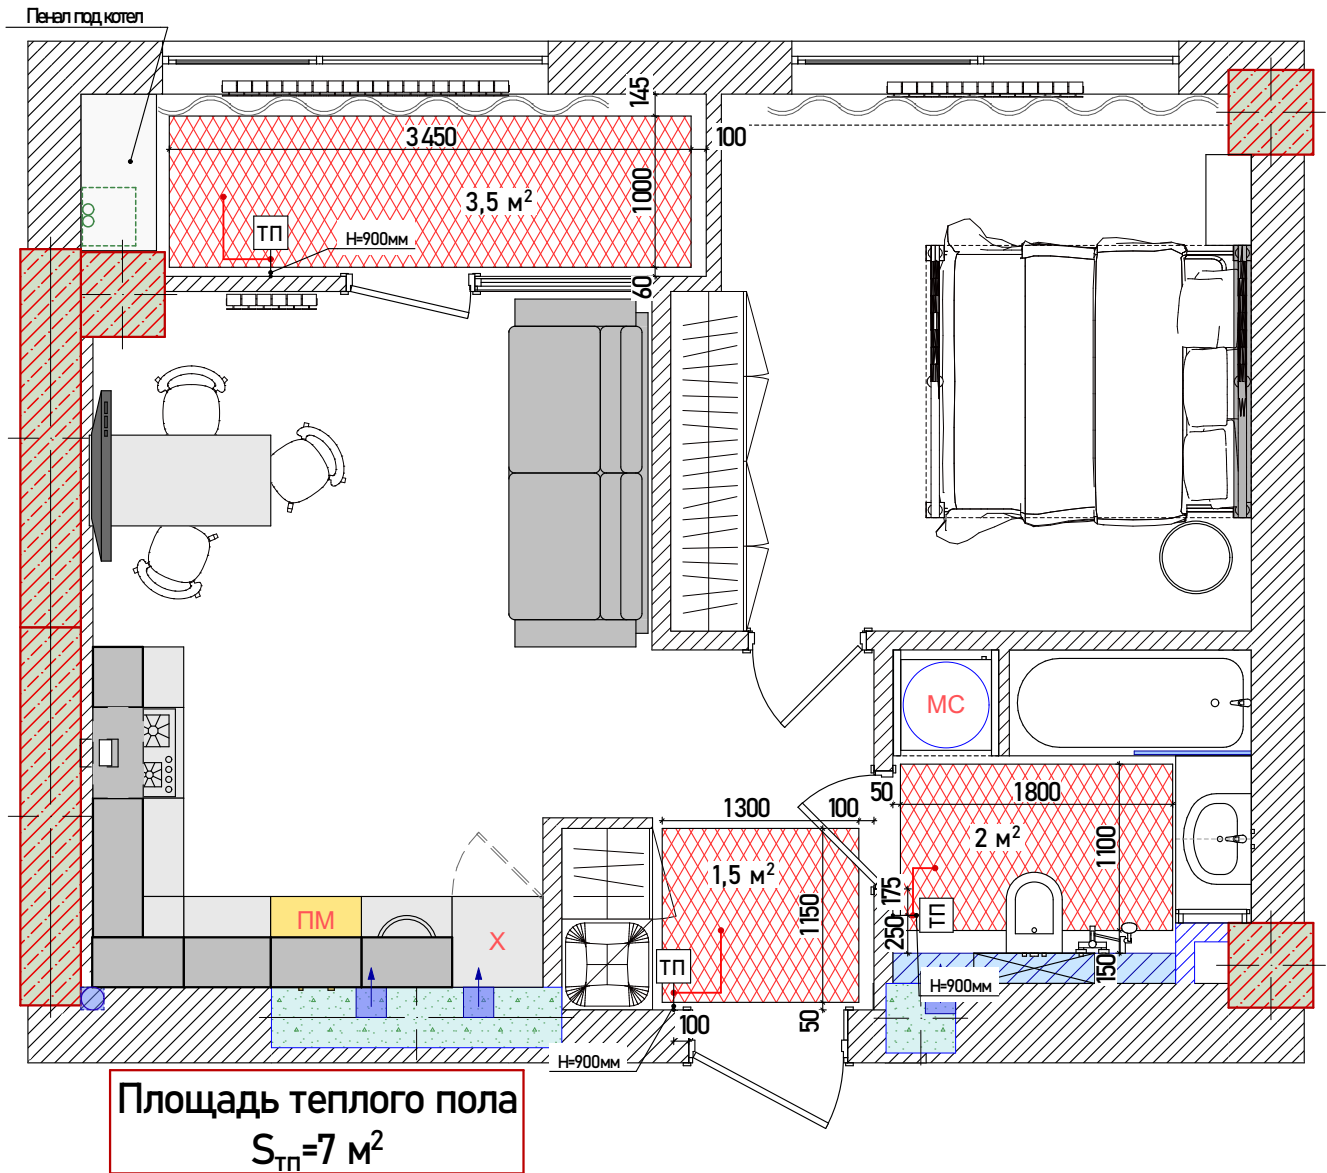 Пенал под котел
145
3450
100
3,5 м²
1000
ТП
H=900мм
60
МС
50
1800
1300
100
2 м²
1100
1,5 м²
175
1150
ПМ
Х
ТП
250
ТП
150
H=900мм
50
100
H=900мм
Площадь теплого пола
Sтп=7 м²